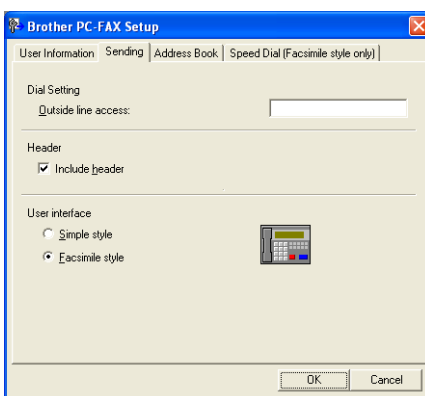 Brother PC-FAX Setup
User Information Sending Address Book Speed Dial (Facsimile style only)
Dial Setting
Outside line access:
Header
Include header
User interface
Simple style
Facsimile style
OK Cancel